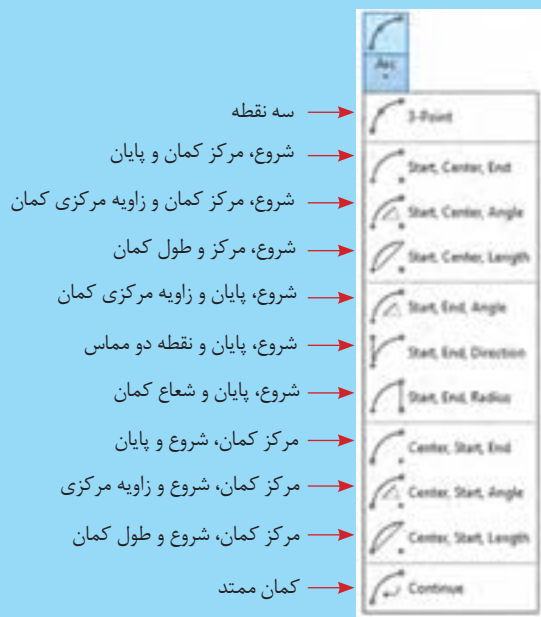 Arc
سه نقطه
3-Point
شروع، مرکز کمان و پایان
Start, Center, End
شروع، مرکز کمان و زاویه مرکزی کمان
Start, Center, Angle
شروع، مرکز و طول کمان
Start, Center, Length
شروع، پایان و زاویه مرکزی کمان
Start, End, Angle
شروع، پایان و نقطه دو مماس
Start, End, Direction
شروع، پایان و شعاع کمان
Start, End, Radius
مرکز کمان، شروع و پایان
Center, Start, End
مرکز کمان، شروع و زاویه مرکزی
Center, Start, Angle
مرکز کمان، شروع و طول کمان
Center, Start, Length
کمان ممتد
Continue